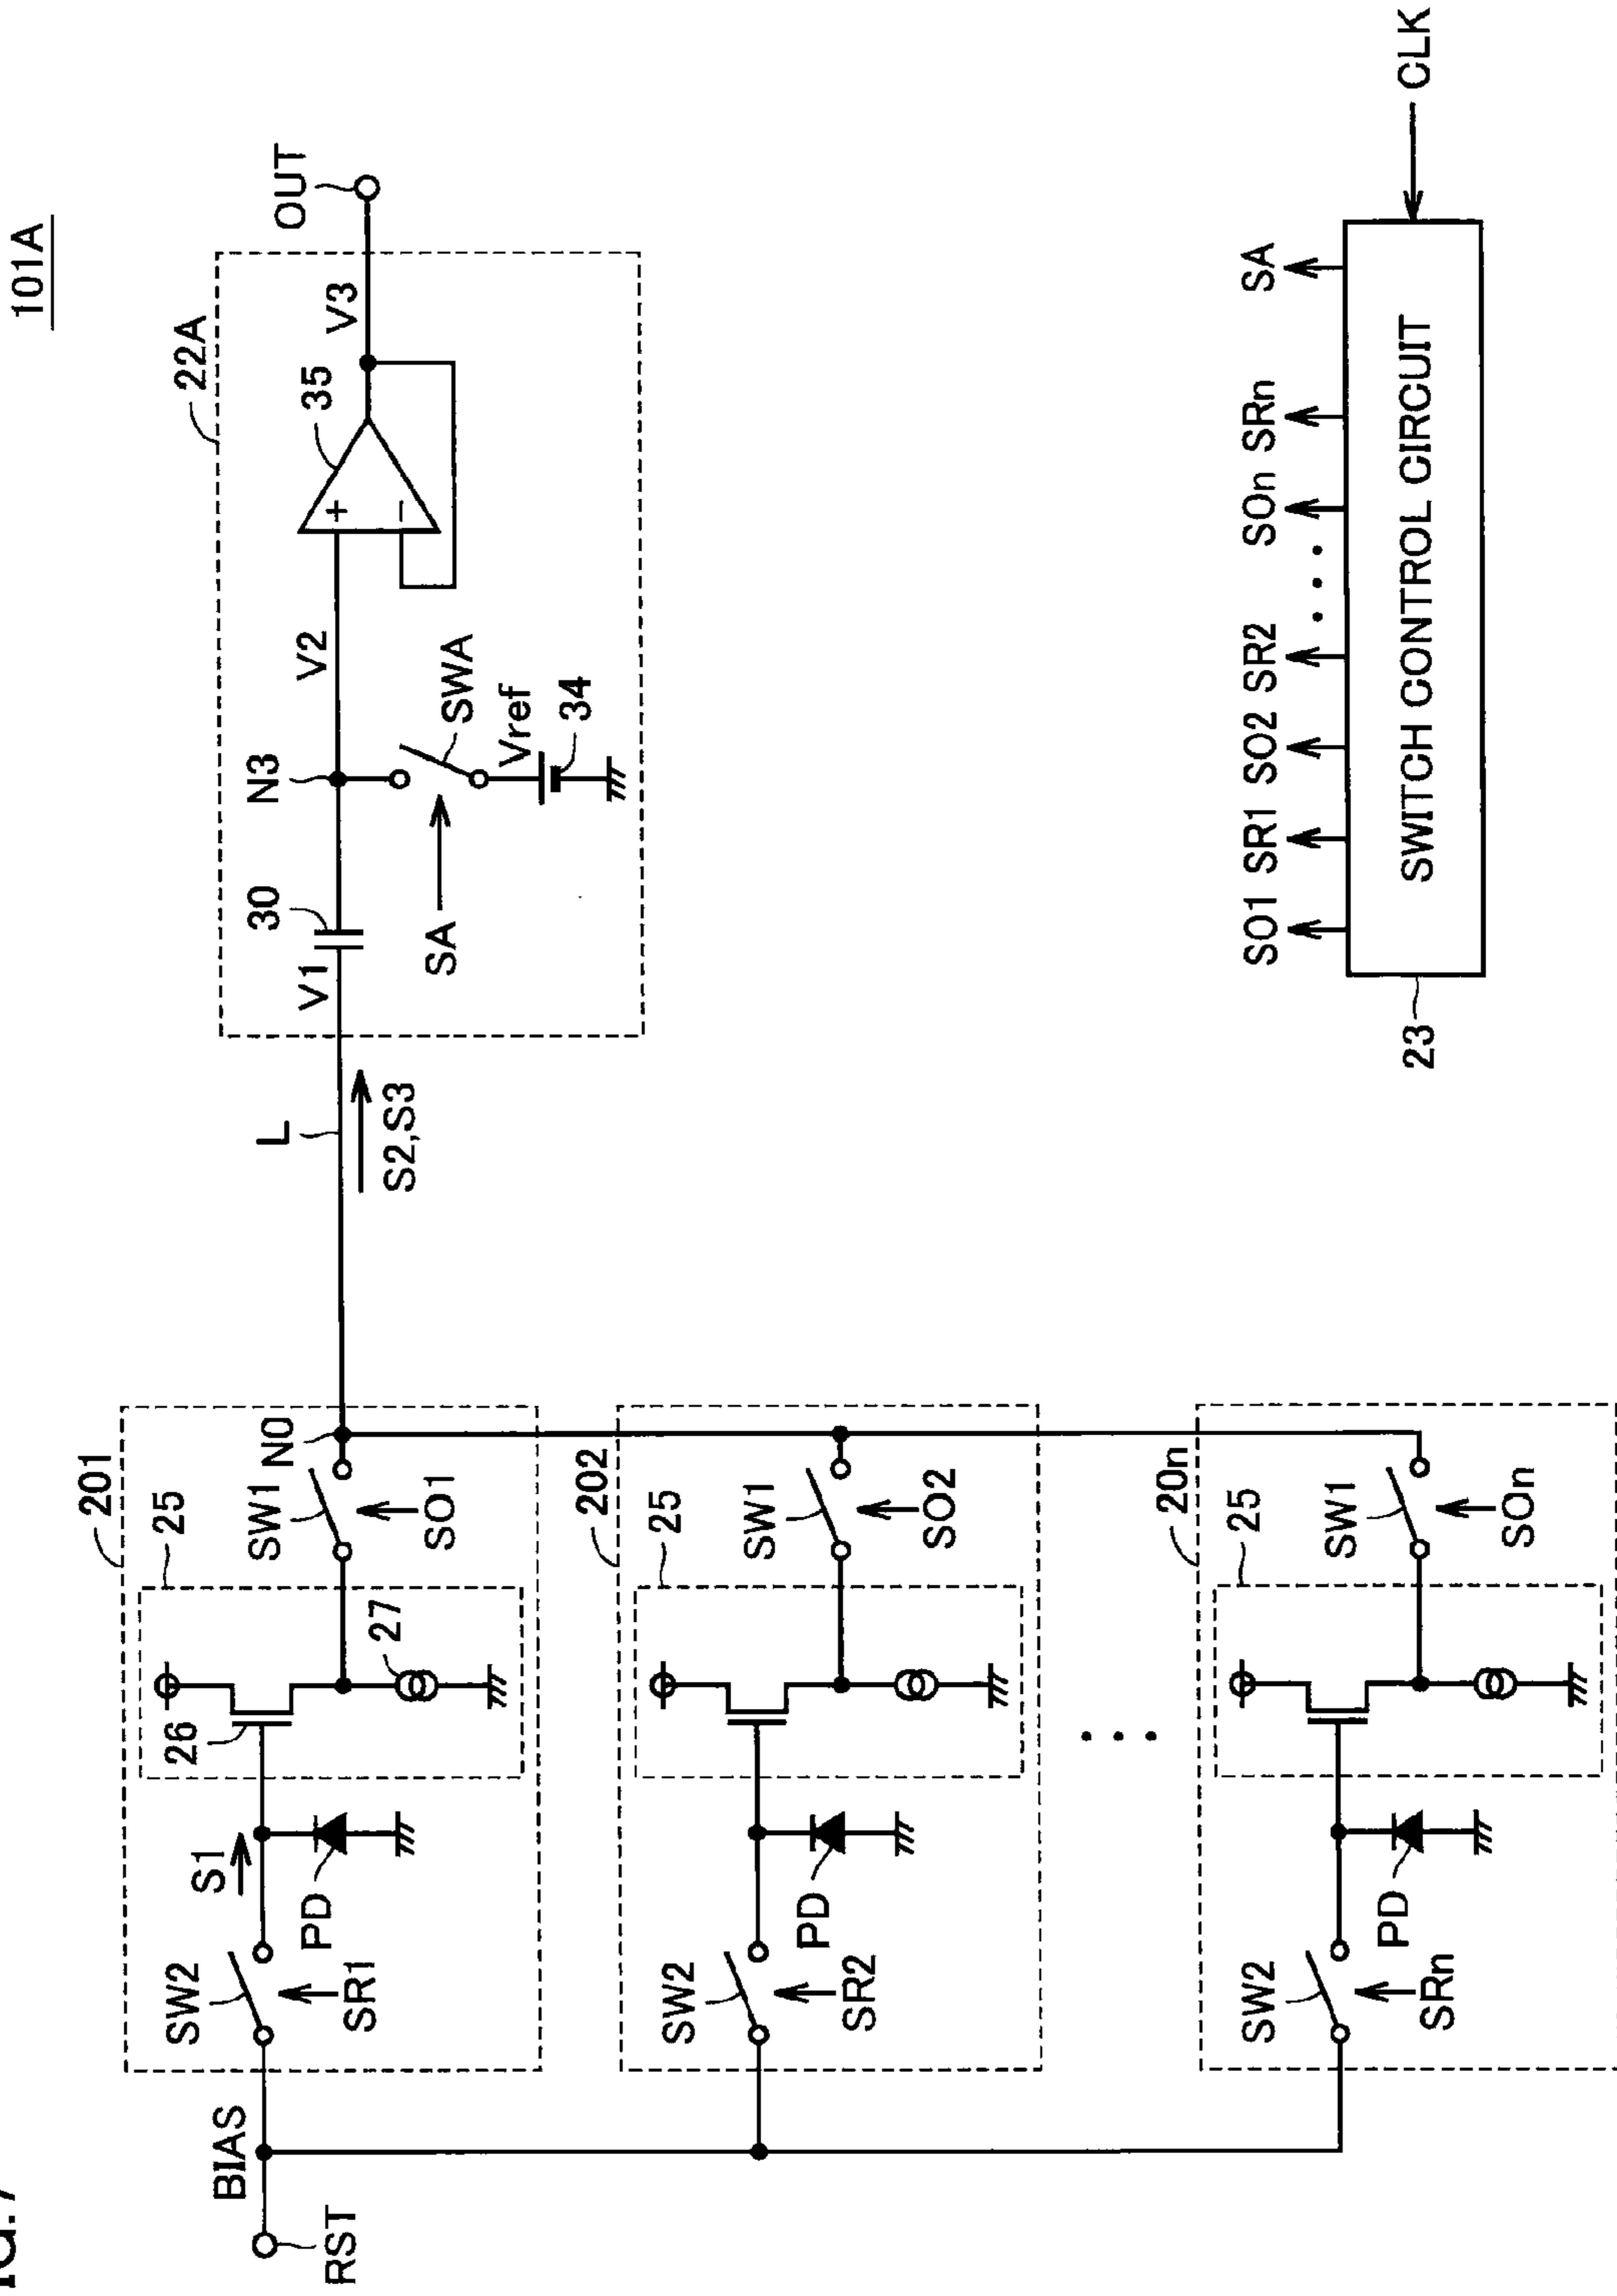 101A
22A
OUT
V3
35
+
−
V2
N3
SWA
Vref
34
SA
30
V1
L
S2,S3
201
25
N0
SW1
SO1
26
27
S1
PD
SW2
SR1
202
25
SW1
SO2
PD
SW2
SR2
20n
25
SW1
SOn
PD
SW2
SRn
BIAS
RST
SO1 SR1 SO2 SR2 SOn SRn SA
SWITCH CONTROL CIRCUIT
23
CLK